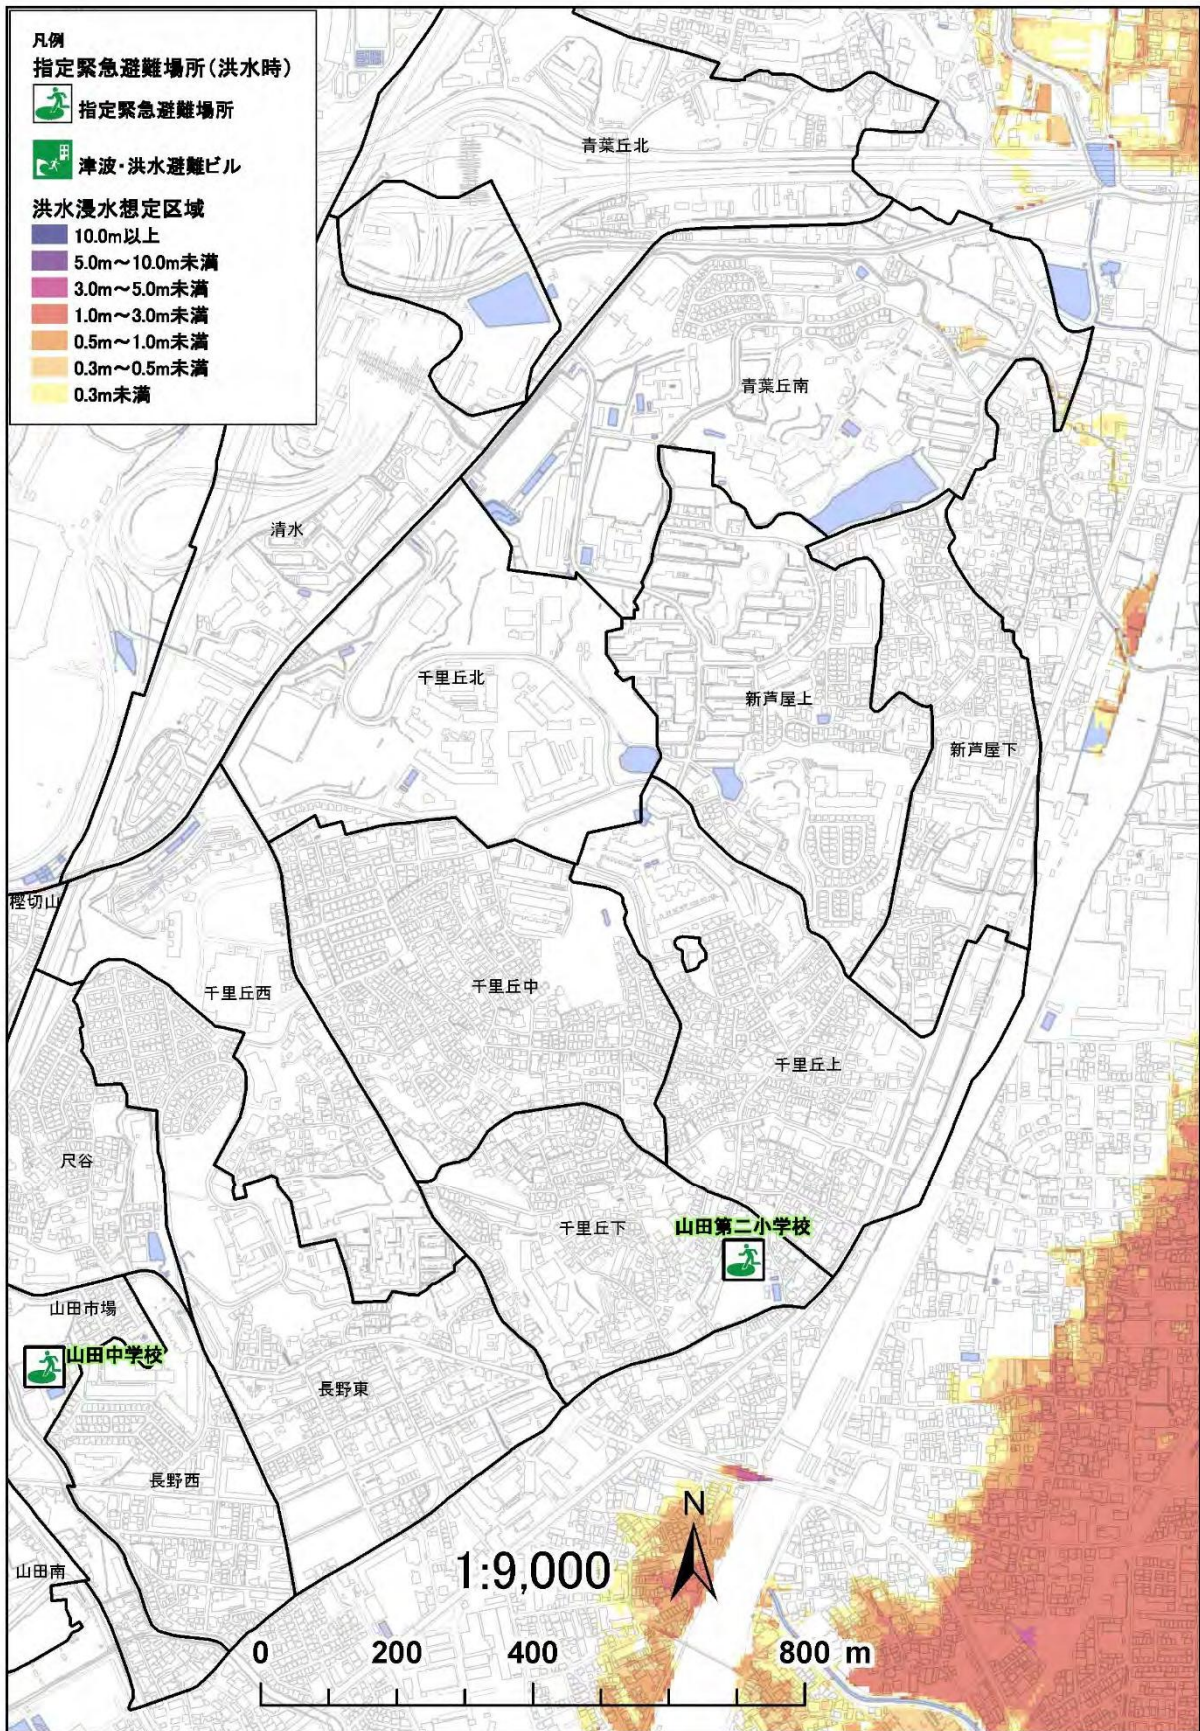 凡例
指定緊急避難場所(洪水時)
指定緊急避難場所
津波・洪水避難ビル
洪水浸水想定区域
10.0m以上
5.0m～10.0m未満
3.0m～5.0m未満
1.0m～3.0m未満
0.5m～1.0m未満
0.3m～0.5m未満
0.3m未満
青葉丘北
青葉丘南
清水
千里丘北
新芦屋上
新芦屋下
樫切山
千里丘西
千里丘中
千里丘上
尺谷
千里丘下
山田第二小学校
山田市場
山田中学校
長野東
長野西
山田南
N
1:9,000
0 200 400 800 m